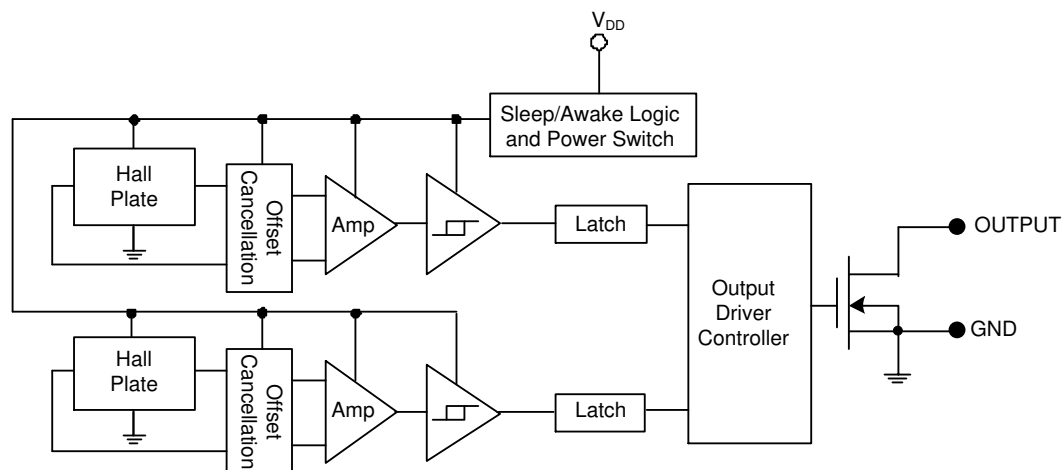 VDD
Sleep/Awake Logic
and Power Switch
Hall
Plate
Offset
Cancellation
Amp
Latch
Output
Driver
Controller
OUTPUT
GND
Hall
Plate
Offset
Cancellation
Amp
Latch